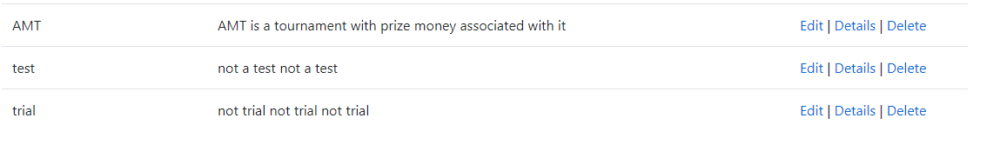 AMT AMT is a tournament with prize money associated with it Edit | Details | Delete
test not a test not a test Edit | Details | Delete
trial not trial not trial not trial Edit | Details | Delete